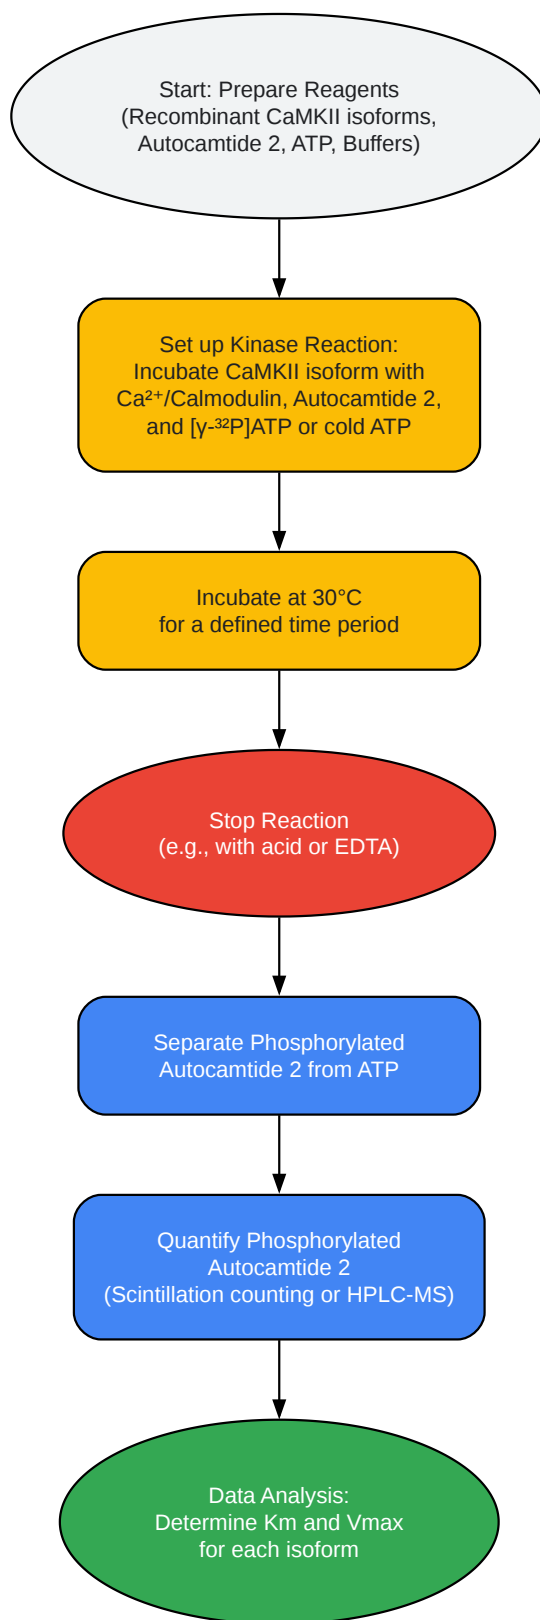 Start: Prepare Reagents
(Recombinant CaMKII isoforms,
Autocamtide 2, ATP, Buffers)
Set up Kinase Reaction:
Incubate CaMKII isoform with
Ca²⁺/Calmodulin, Autocamtide 2,
and [γ-³²P]ATP or cold ATP
Incubate at 30°C
for a defined time period
Stop Reaction
(e.g., with acid or EDTA)
Separate Phosphorylated
Autocamtide 2 from ATP
Quantify Phosphorylated
Autocamtide 2
(Scintillation counting or HPLC-MS)
Data Analysis:
Determine Km and Vmax
for each isoform